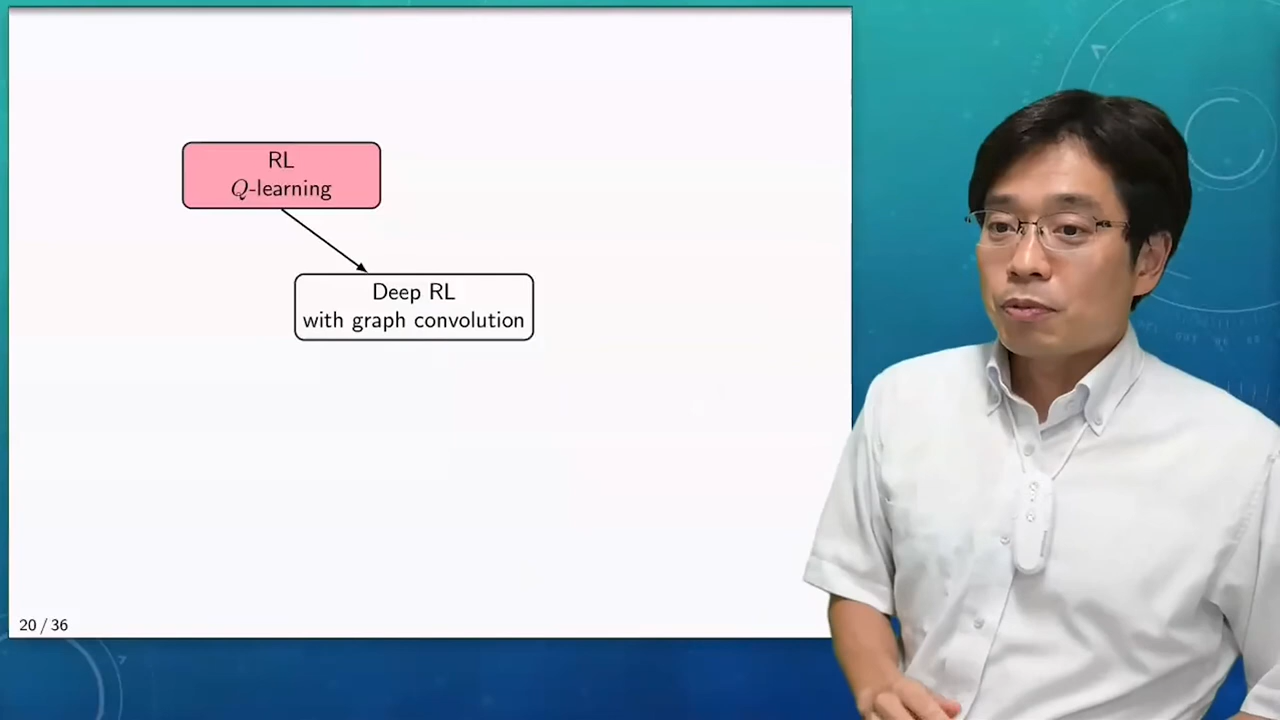 RL
Q-learning
Deep RL
with graph convolution
20 / 36